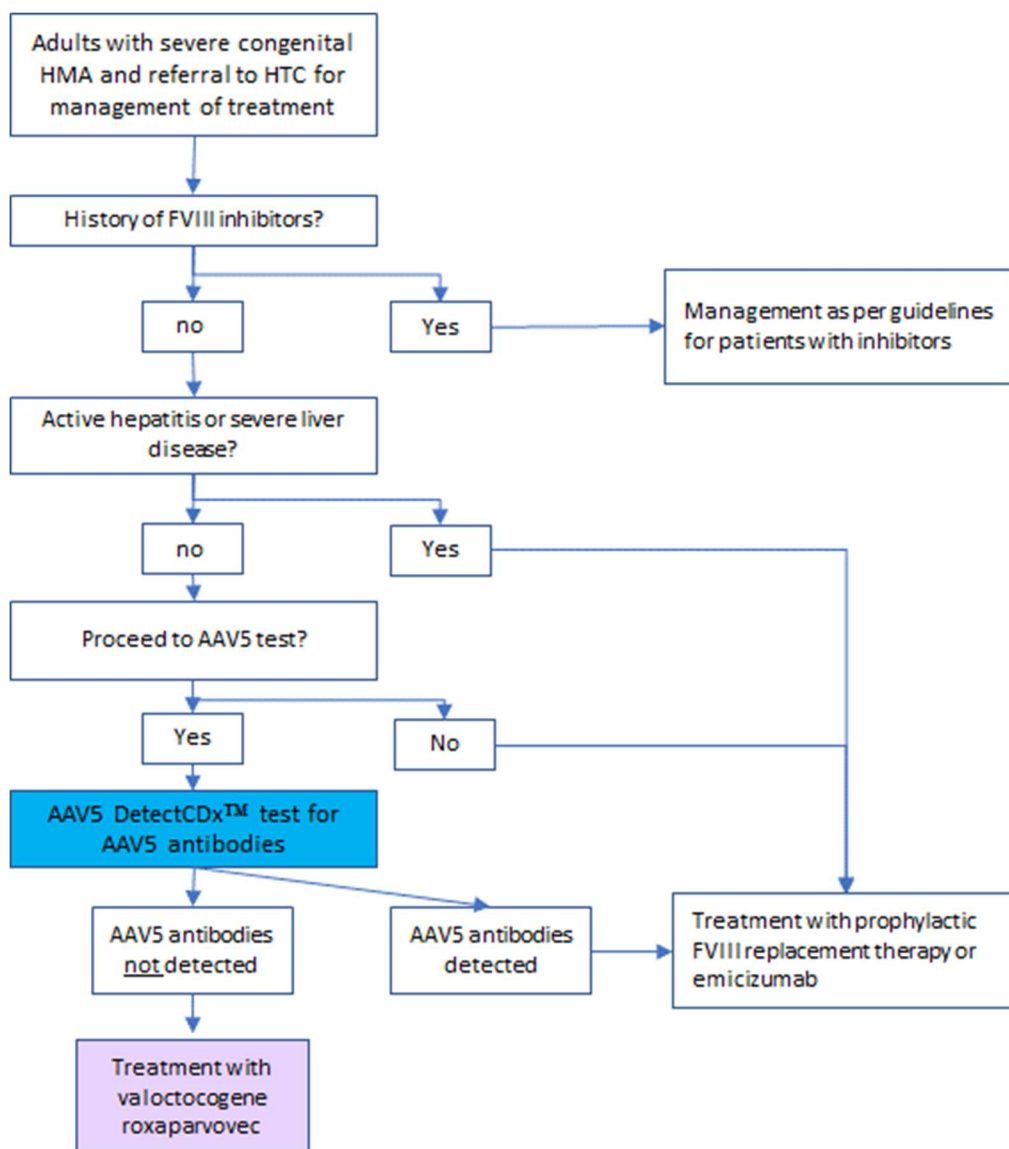 Adults with severe congenital
HMA and referral to HTC for
management of treatment
History of FVIII inhibitors?
no
Yes
Management as per guidelines
for patients with inhibitors
Active hepatitis or severe liver
disease?
no
Yes
Proceed to AAV5 test?
Yes
No
AAV5 DetectCDx™ test for
AAV5 antibodies
AAV5 antibodies
not detected
AAV5 antibodies
detected
Treatment with prophylactic
FVIII replacement therapy or
emicizumab
Treatment with
valoctocogene
roxaparvovec